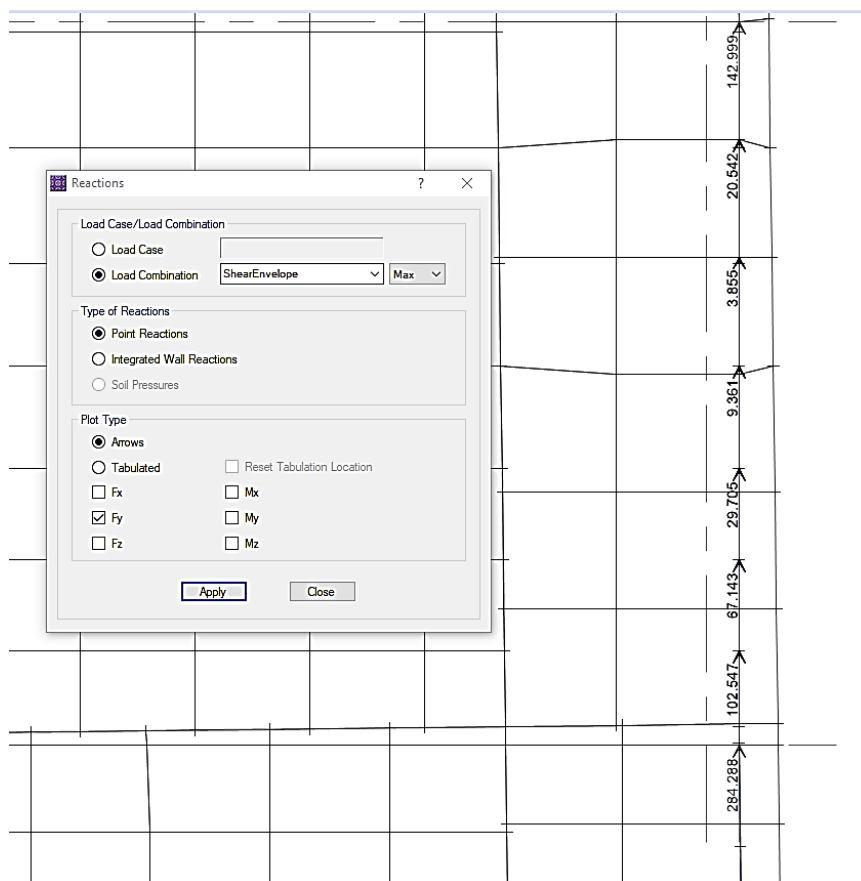 142.999
20.542
Reactions ? ×
Load Case/Load Combination
Load Case
Load Combination ShearEnvelope Max
3.855
Type of Reactions
Point Reactions
Integrated Wall Reactions
Soil Pressures
9.361
Plot Type
Arrows
Tabulated Reset Tabulation Location
Fx Mx
29.705
Fy My
Fz Mz
Apply Close
67.143
102.547
284.288